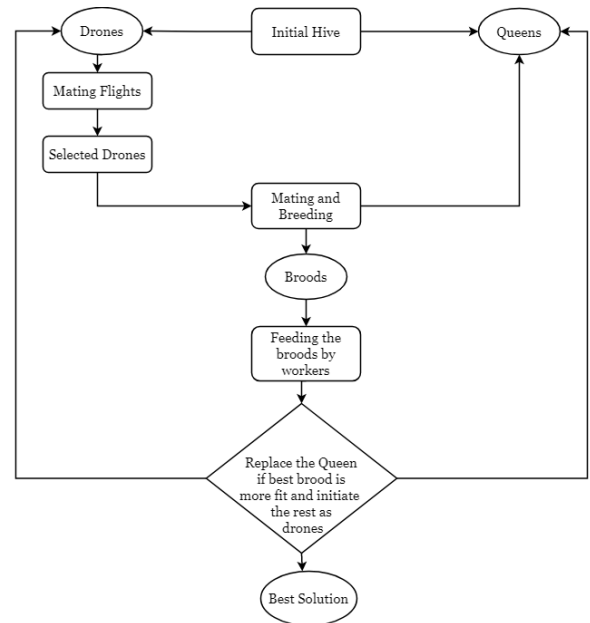 Drones
Initial Hive
Queens
Mating Flights
Selected Drones
Mating and
Breeding
Broods
Feeding the
broods by
workers
Replace the Queen
if best brood is
more fit and initiate
the rest as
drones
Best Solution